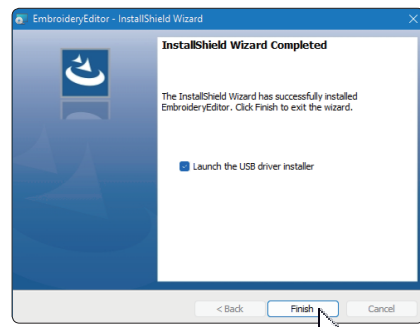 EmbroideryEditor - InstallShield Wizard
InstallShield Wizard Completed
The InstallShield Wizard has successfully installed
EmbroideryEditor. Click Finish to exit the wizard.
Launch the USB driver installer
< Back Finish Cancel